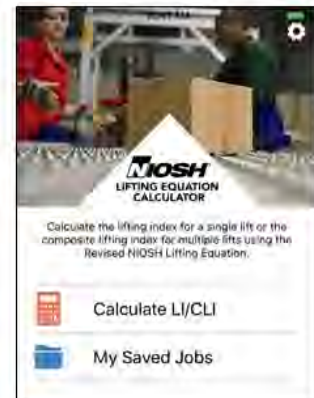 NIOSH
LIFTING EQUATION
CALCULATOR
Calculate the lifting index for a single lift or the
composite lifting index for multiple lifts using the
Revised NIOSH Lifting Equation.
Calculate LI/CLI
My Saved Jobs